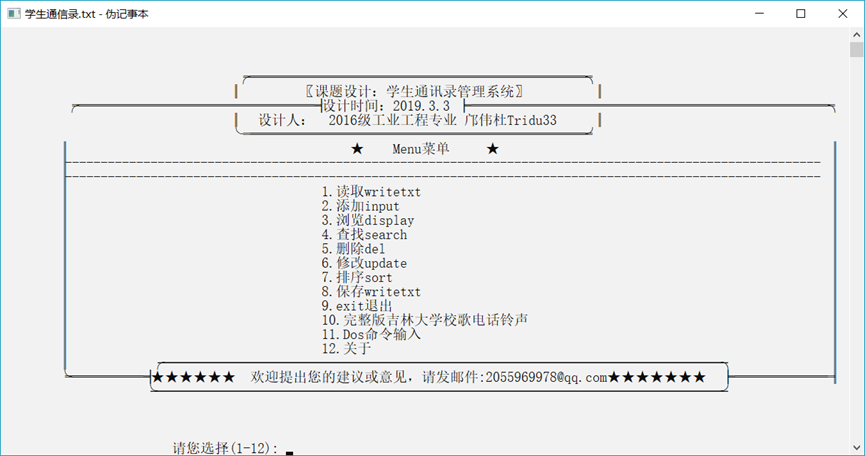 学生通信录.txt - 伪记事本
〖课题设计: 学生通讯录管理系统〗
设计时间: 2019.3.3
设计人: 2016级工业工程专业 邝伟杜Tridu33
★ Menu菜单 ★
1.读取writetxt
2.添加input
3.浏览display
4.查找search
5.删除del
6.修改update
7.排序sort
8.保存writetxt
9.exit退出
10.完整版吉林大学校歌电话铃声
11.Dos命令输入
12.关于
★★★★★★ 欢迎提出您的建议或意见,请发邮件:2055969978@qq.com★★★★★★★
请您选择(1-12):